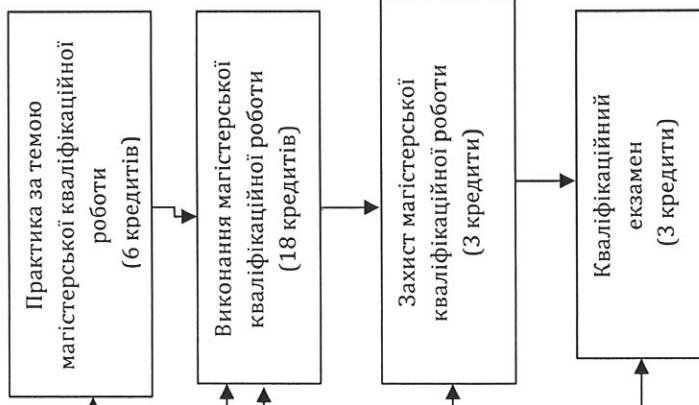 Практика за темою
магістерської кваліфікаційної
роботи
(6 кредитів)
Виконання магістерської
кваліфікаційної роботи
(18 кредитів)
Захист магістерської
кваліфікаційної роботи
(3 кредити)
Кваліфікаційний
екзамен
(3 кредити)